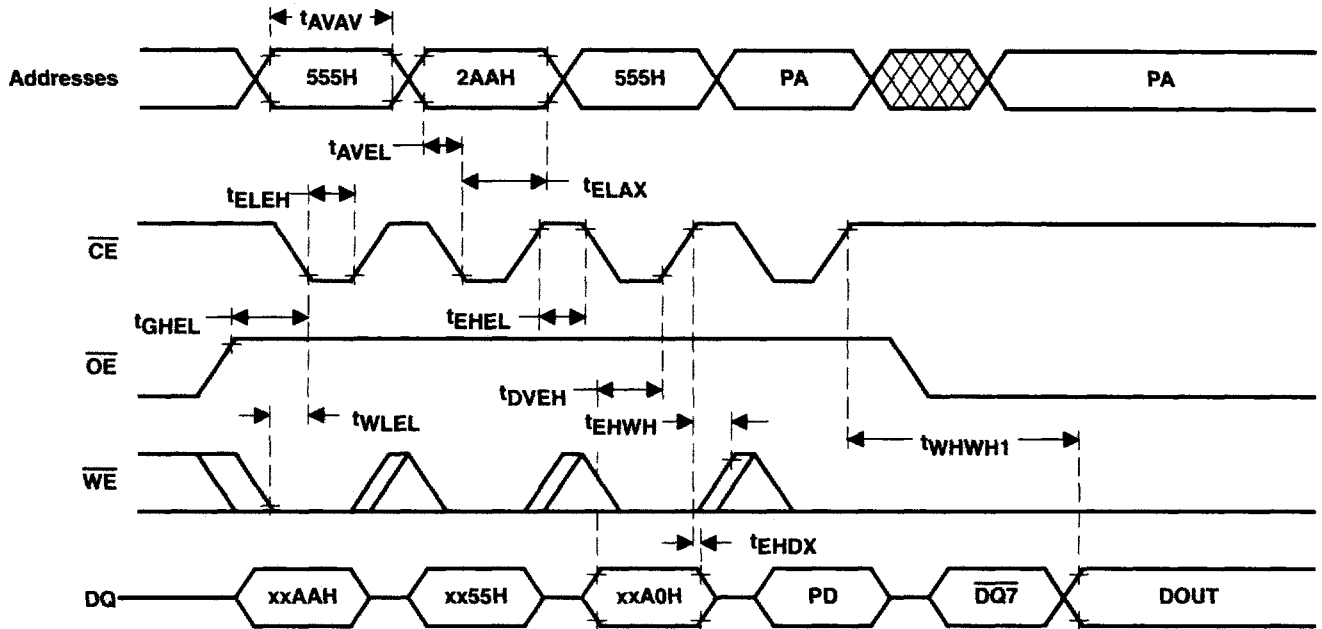 tAVAV
Addresses 555H 2AAH 555H PA PA
tAVEL
tELEH tELAX
CE
tGHEL tEHEL
OE
tDVEH
tWLEL tEHWH tWHWH1
WE
tEHDX
DQ xxAAH xx55H xxA0H PD DQ7 DOUT